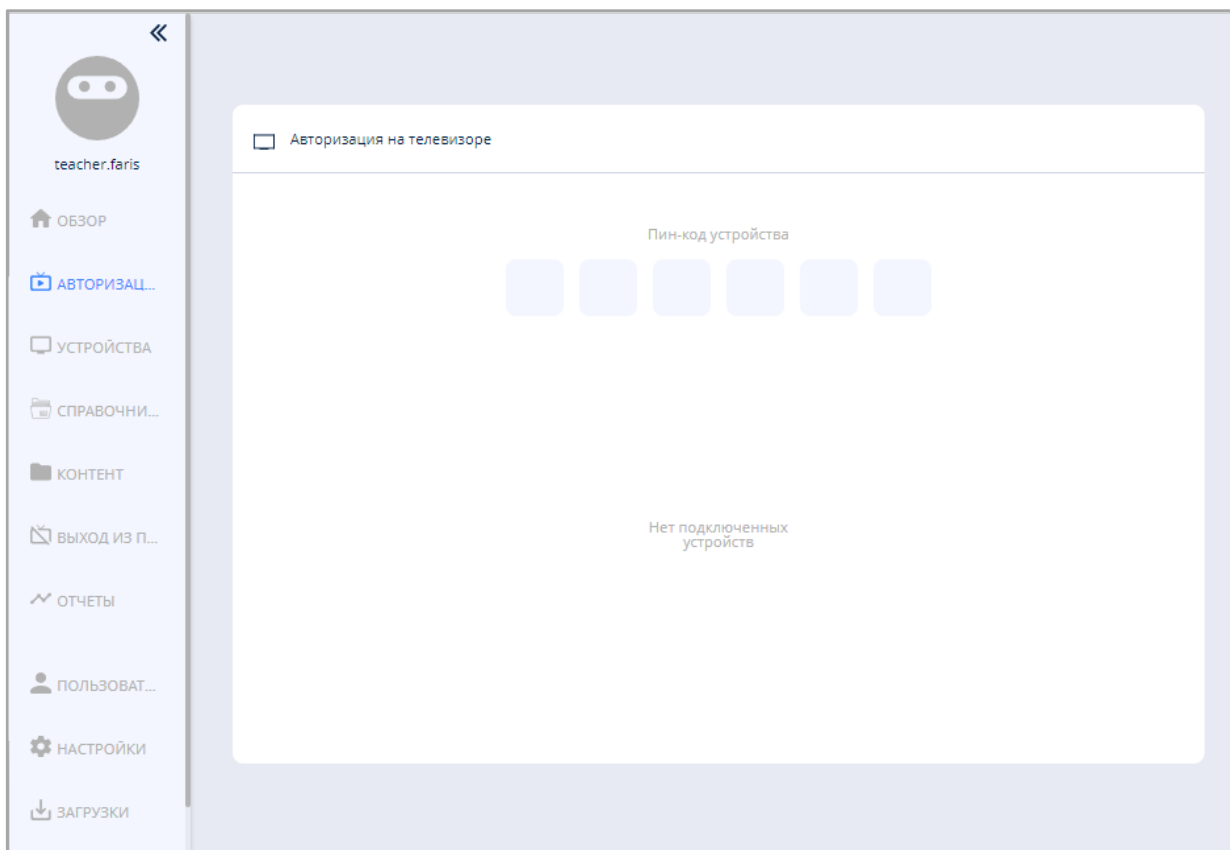 teacher.faris
ОБЗОР
АВТОРИЗАЦ...
УСТРОЙСТВА
СПРАВОЧНИ...
КОНТЕНТ
ВЫХОД ИЗ П...
ОТЧЕТЫ
ПОЛЬЗОВАТ...
НАСТРОЙКИ
ЗАГРУЗКИ
Авторизация на телевизоре
Пин-код устройства
Нет подключенных
устройств